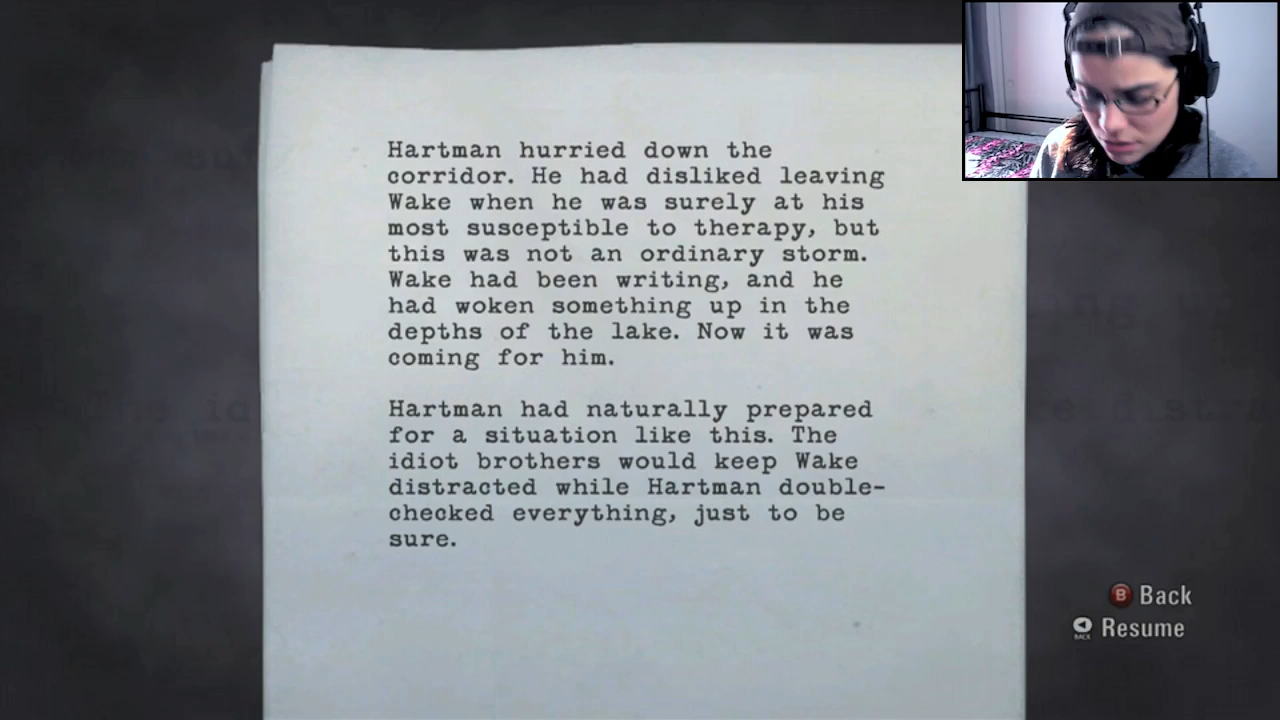 Hartman hurried down the
corridor. He had disliked leaving
Wake when he was surely at his
most susceptible to therapy, but
this was not an ordinary storm.
Wake had been writing, and he
had woken something up in the
depths of the lake. Now it was
coming for him.
Hartman had naturally prepared
for a situation like this. The
idiot brothers would keep Wake
distracted while Hartman double-
checked everything, just to be
sure.
B Back
BACK Resume